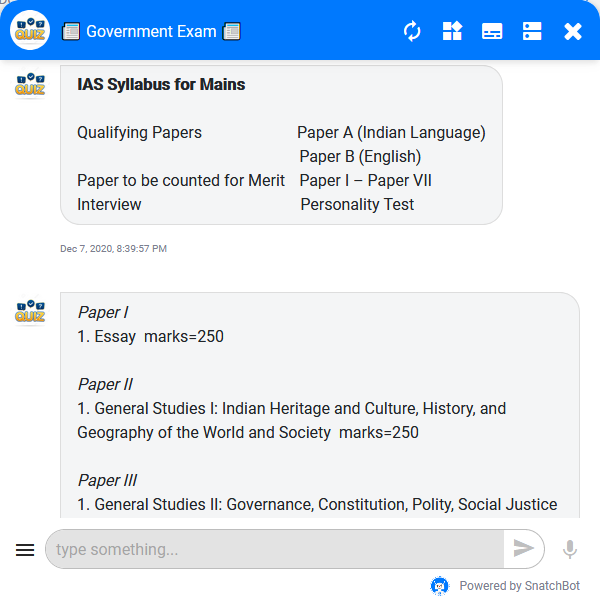 QUIZ
Government Exam
QUIZ
IAS Syllabus for Mains
Qualifying Papers Paper A (Indian Language)
Paper B (English)
Paper to be counted for Merit Paper I – Paper VII
Interview Personality Test
Dec 7, 2020, 8:39:57 PM
QUIZ
Paper I
1. Essay marks=250
Paper II
1. General Studies I: Indian Heritage and Culture, History, and
Geography of the World and Society marks=250
Paper III
1. General Studies II: Governance, Constitution, Polity, Social Justice
type something...
Powered by SnatchBot